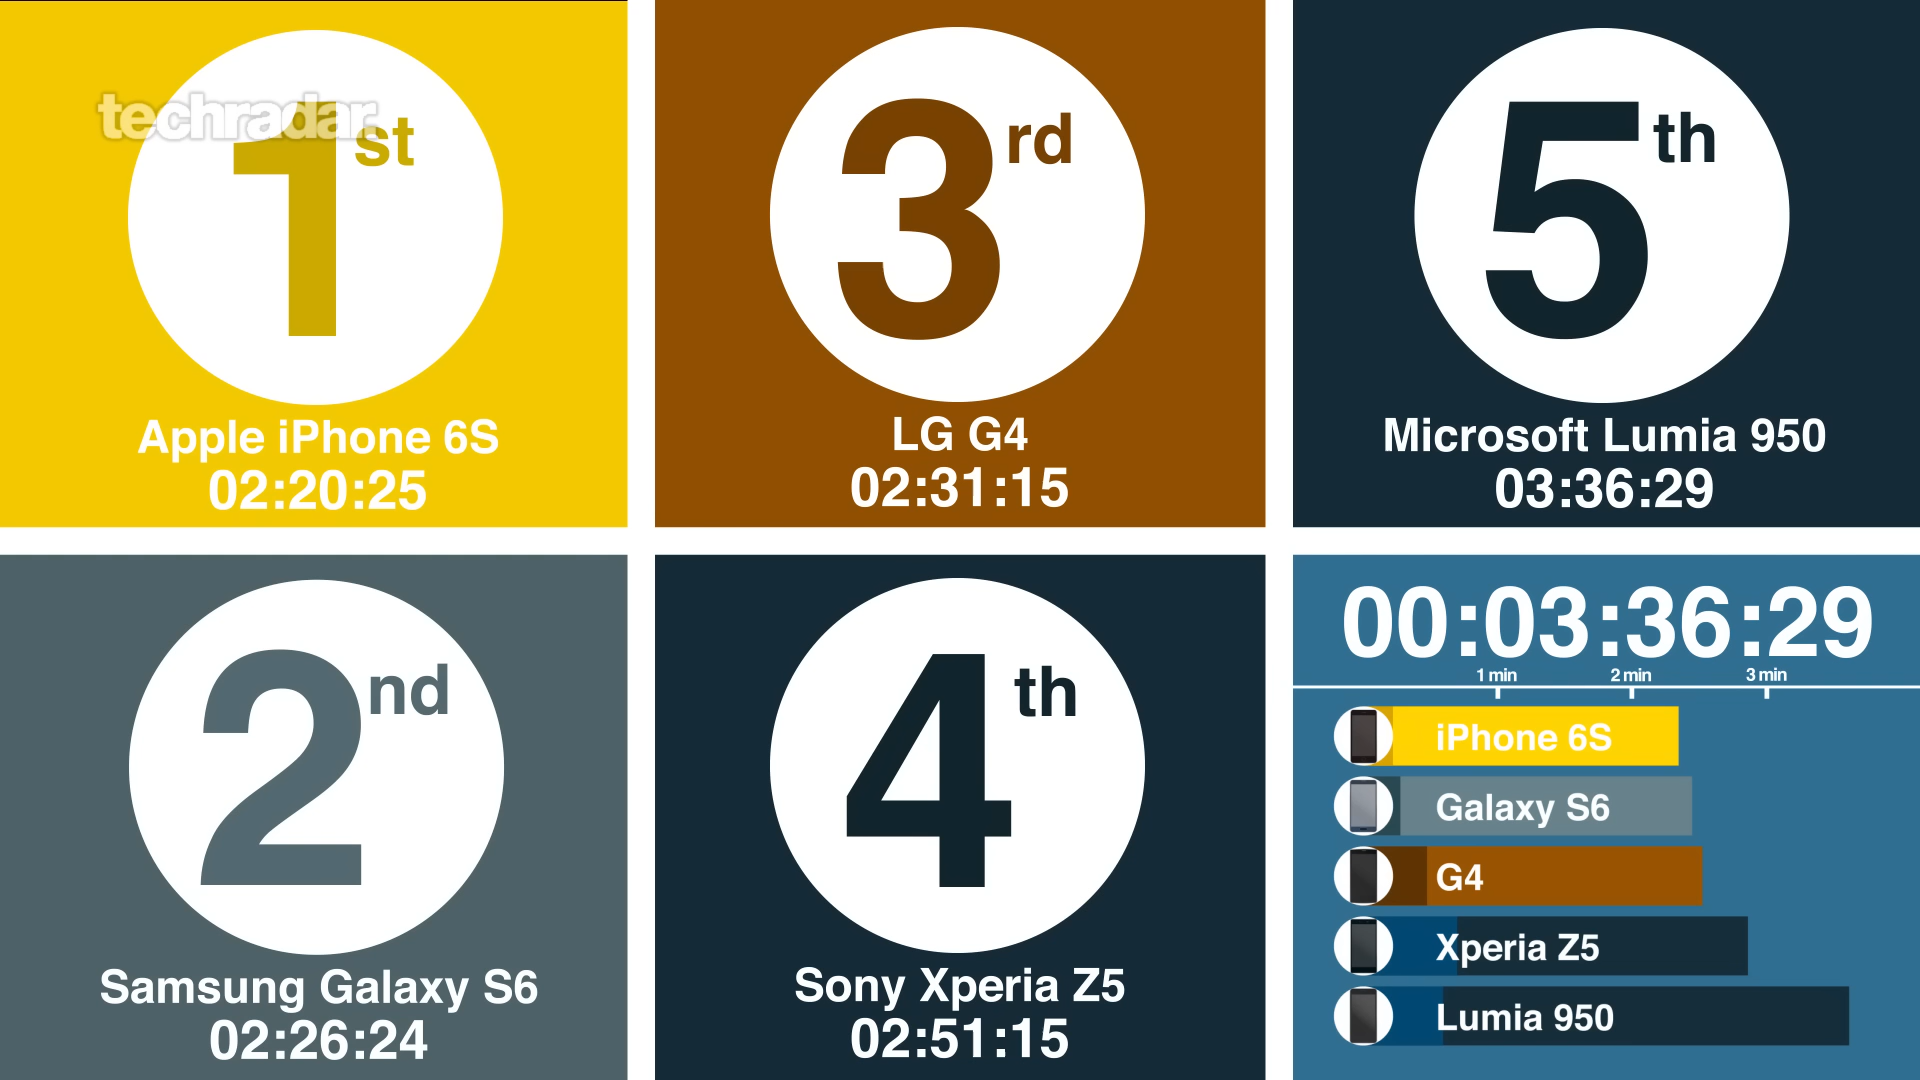 techradar
1st
Apple iPhone 6S
02:20:25
3rd
LG G4
02:31:15
5th
Microsoft Lumia 950
03:36:29
2nd
Samsung Galaxy S6
02:26:24
4th
Sony Xperia Z5
02:51:15
00:03:36:29
1 min 2 min 3 min
iPhone 6S
Galaxy S6
G4
Xperia Z5
Lumia 950